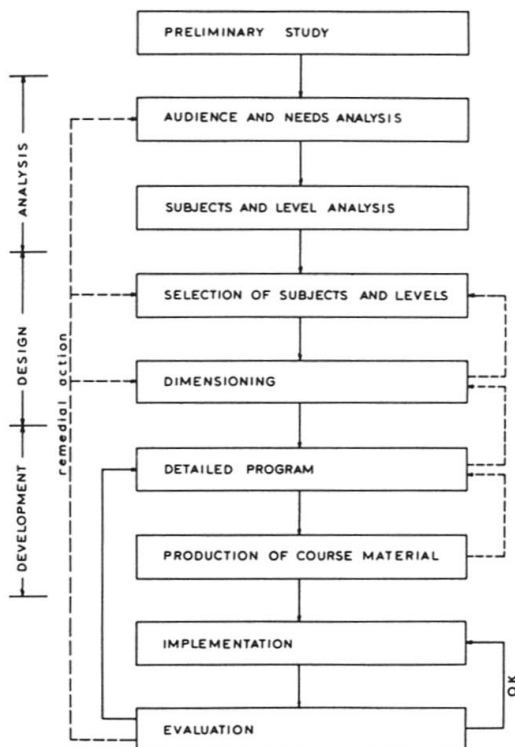 PRELIMINARY STUDY
AUDIENCE AND NEEDS ANALYSIS
SUBJECTS AND LEVEL ANALYSIS
SELECTION OF SUBJECTS AND LEVELS
DIMENSIONING
DETAILED PROGRAM
PRODUCTION OF COURSE MATERIAL
IMPLEMENTATION
EVALUATION
ANALYSIS
DESIGN
DEVELOPMENT
remedial action
OK